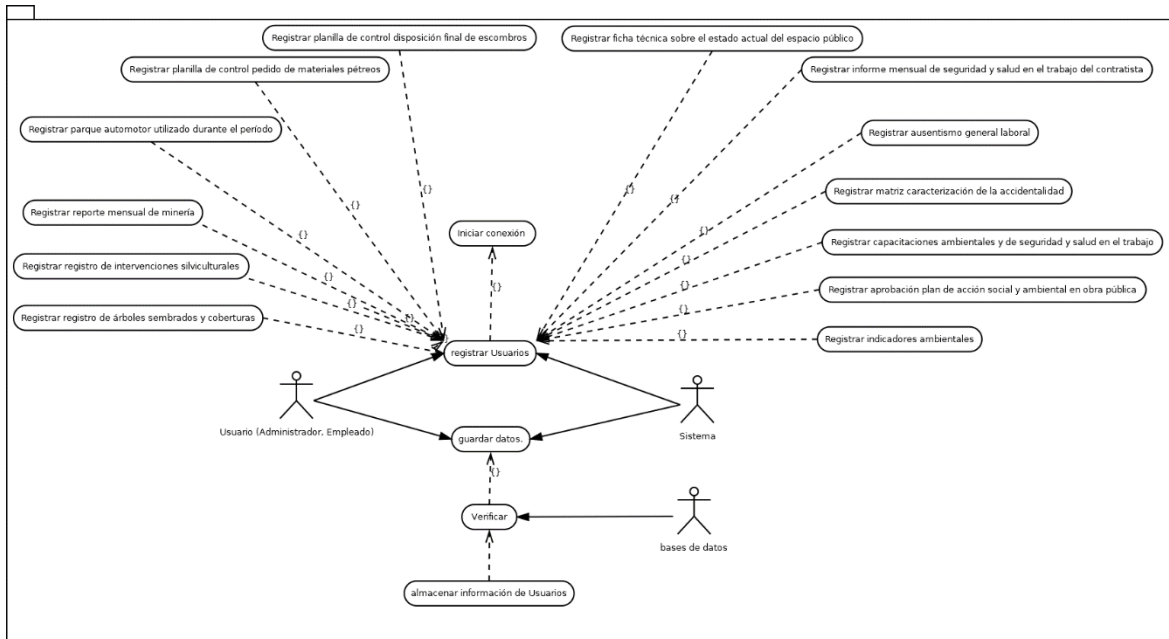 Registrar planilla de control disposición final de escombros
Registrar ficha técnica sobre el estado actual del espacio público
Registrar planilla de control pedido de materiales pétreos
Registrar informe mensual de seguridad y salud en el trabajo del contratista
Registrar parque automotor utilizado durante el período
Registrar ausentismo general laboral
{}
{}
Registrar matriz caracterización de la accidentalidad
{}
{}
Registrar reporte mensual de minería
Iniciar conexión
{}
{}
Registrar capacitaciones ambientales y de seguridad y salud en el trabajo
{}
Registrar registro de intervenciones silviculturales
{}
{}
Registrar aprobación plan de acción social y ambiental en obra pública
{}
{}
{}
Registrar registro de árboles sembrados y coberturas
{}
{}
{}
Registrar indicadores ambientales
registrar Usuarios
Usuario (Administrador, Empleado)
guardar datos.
Sistema
{}
Verificar
bases de datos
almacenar información de Usuarios